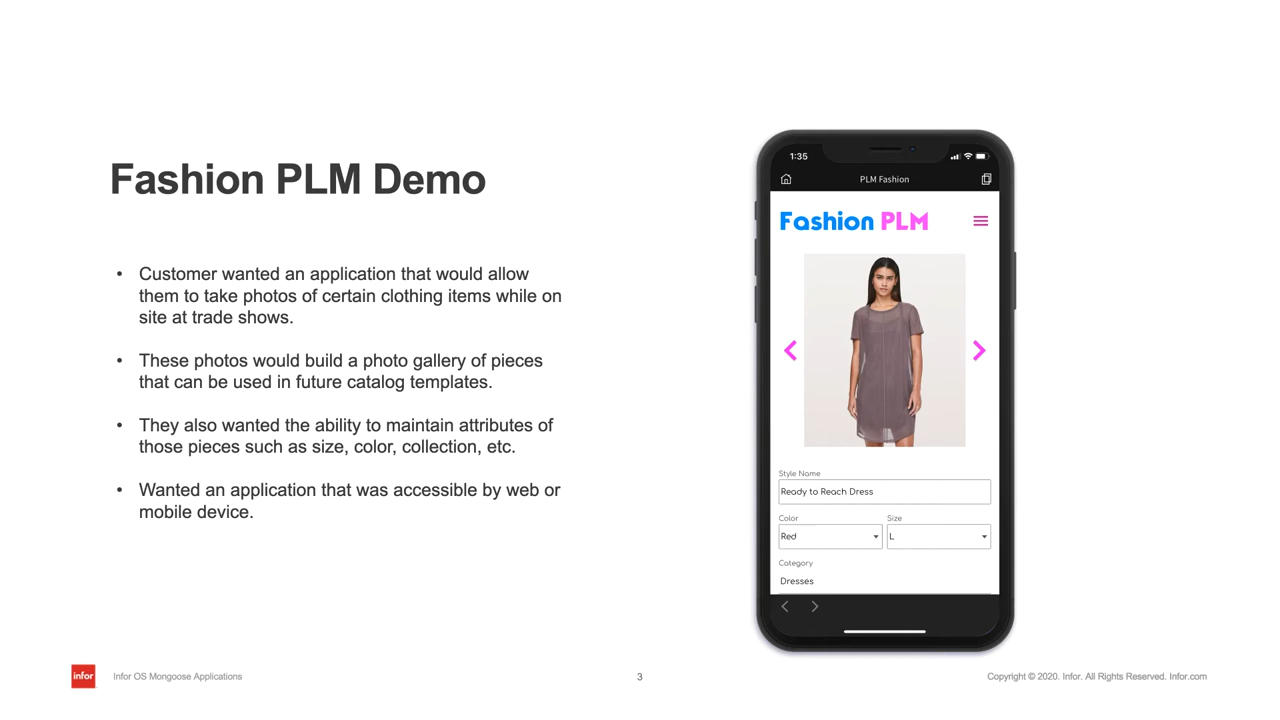 Fashion PLM Demo
• Customer wanted an application that would allow
them to take photos of certain clothing items while on
site at trade shows.
• These photos would build a photo gallery of pieces
that can be used in future catalog templates.
• They also wanted the ability to maintain attributes of
those pieces such as size, color, collection, etc.
• Wanted an application that was accessible by web or
mobile device.
1:35
PLM Fashion
Fashion PLM
Style Name
Ready to Reach Dress
Color Size
Red L
Category
Dresses
infor Infor OS Mongoose Applications
3
Copyright © 2020. Infor. All Rights Reserved. Infor.com